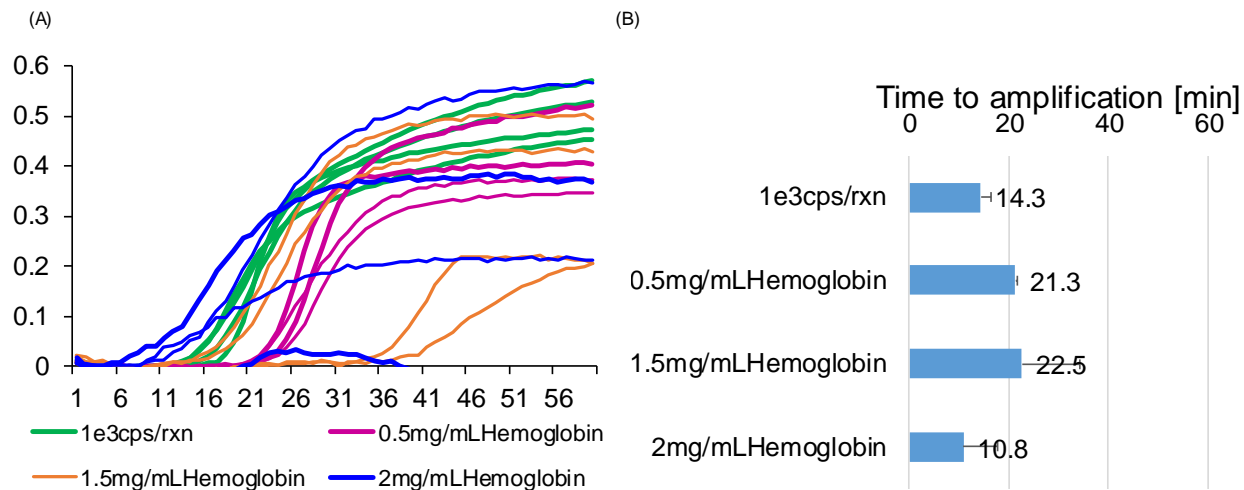 (A)
0.6
0.5
0.4
0.3
0.2
0.1
0
1 6 11 16 21 26 31 36 41 46 51 56
1e3cps/rxn 0.5mg/mLHemoglobin
1.5mg/mLHemoglobin 2mg/mLHemoglobin
(B)
Time to amplification [min]
0 20 40 60
1e3cps/rxn 14.3
0.5mg/mLHemoglobin 21.3
1.5mg/mLHemoglobin 22.5
2mg/mLHemoglobin 10.8